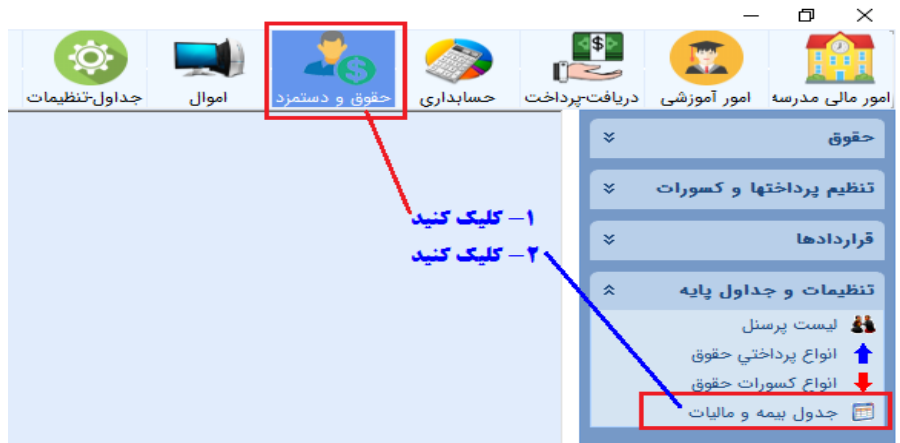 امور مالی مدرسه
امور آموزشی
دریافت-پرداخت
حسابداری
حقوق و دستمزد
اموال
جداول-تنظیمات
حقوق
تنظیم پرداختها و کسورات
قراردادها
تنظیمات و جداول پایه
لیست پرسنل
انواع پرداختي حقوق
انواع کسورات حقوق
جدول بیمه و مالیات
۱- کلیک کنید
۲- کلیک کنید